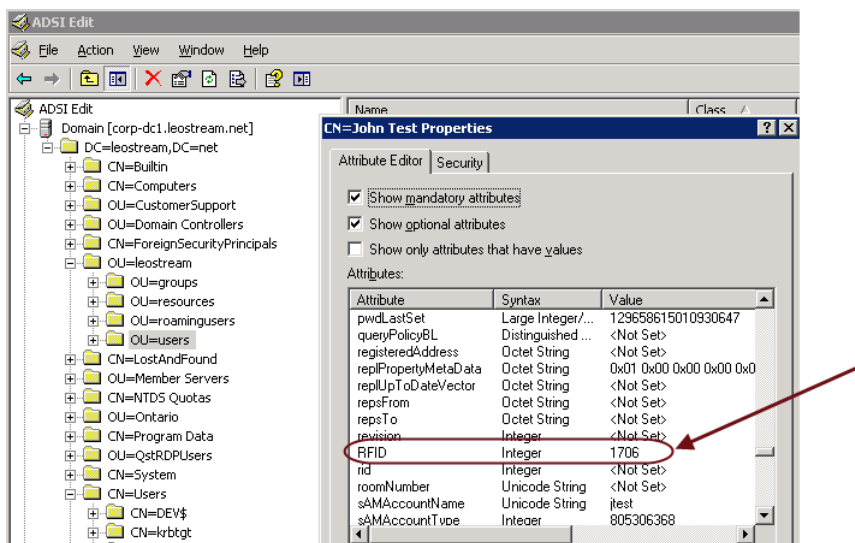 ADSI Edit
File Action View Window Help
ADSI Edit
Domain [corp-dc1.leostream.net]
DC=leostream,DC=net
CN=Builtin
CN=Computers
OU=CustomerSupport
OU=Domain Controllers
CN=ForeignSecurityPrincipals
OU=leostream
OU=groups
OU=resources
OU=roamingusers
OU=users
CN=LostAndFound
OU=Member Servers
CN=NTDS Quotas
OU=Ontario
CN=Program Data
OU=QstRDPUsers
CN=System
CN=Users
CN=DEV$
CN=krbtgt
Name Class
CN=John Test Properties
Attribute Editor Security
Show mandatory attributes
Show optional attributes
Show only attributes that have values
Attributes:
Attribute Syntax Value
pwdLastSet Large Integer/... 129658615010930647
queryPolicyBL Distinguished ... <Not Set>
registeredAddress Octet String <Not Set>
replPropertyMetaData Octet String 0x01 0x00 0x00 0x00 0x0
replUpToDateVector Octet String <Not Set>
repsFrom Octet String <Not Set>
repsTo Octet String <Not Set>
revision Integer <Not Set>
RFID Integer 1706
rid Integer <Not Set>
roomNumber Unicode String <Not Set>
sAMAccountName Unicode String jtest
sAMAccountType Integer 805306368